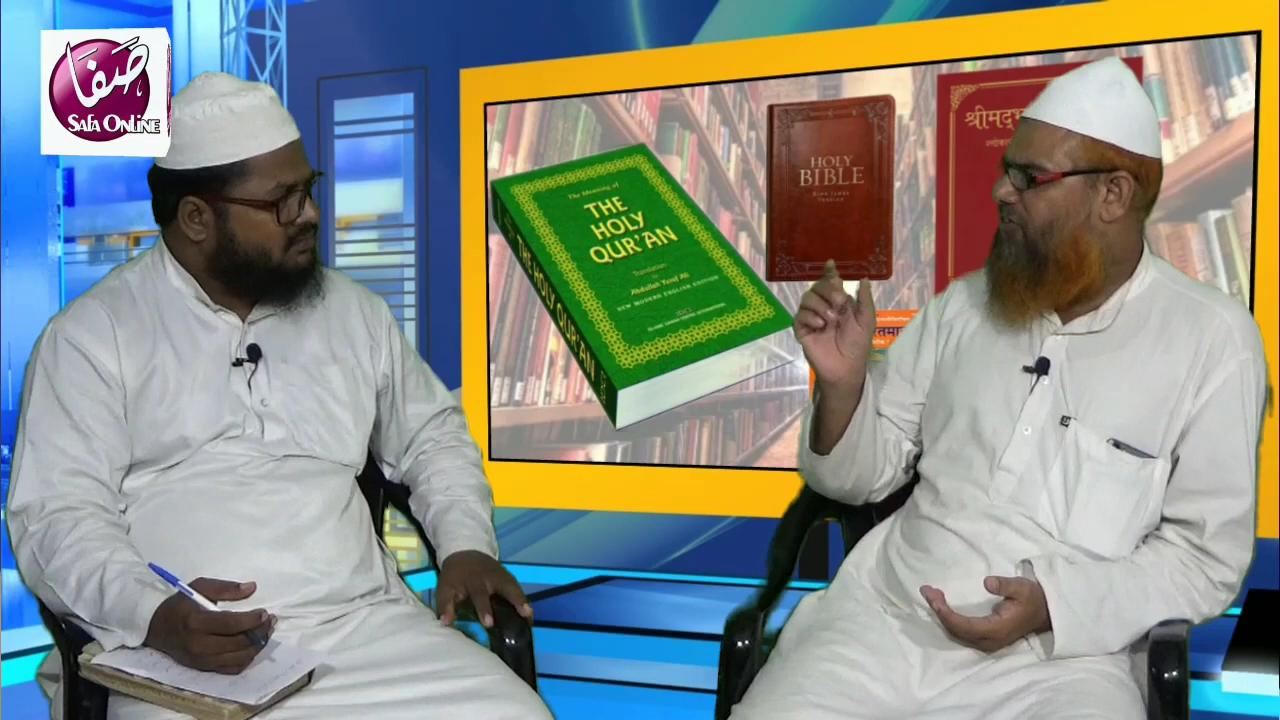 صَفَا
SAFA ONLINE
The Meaning of
THE
HOLY
QUR'AN
Translation
by
Abdullah Yusuf Ali
NEW MODERN ENGLISH EDITION
THE HOLY QUR'AN
HOLY
BIBLE
KING JAMES
VERSION
श्रीमद्भ